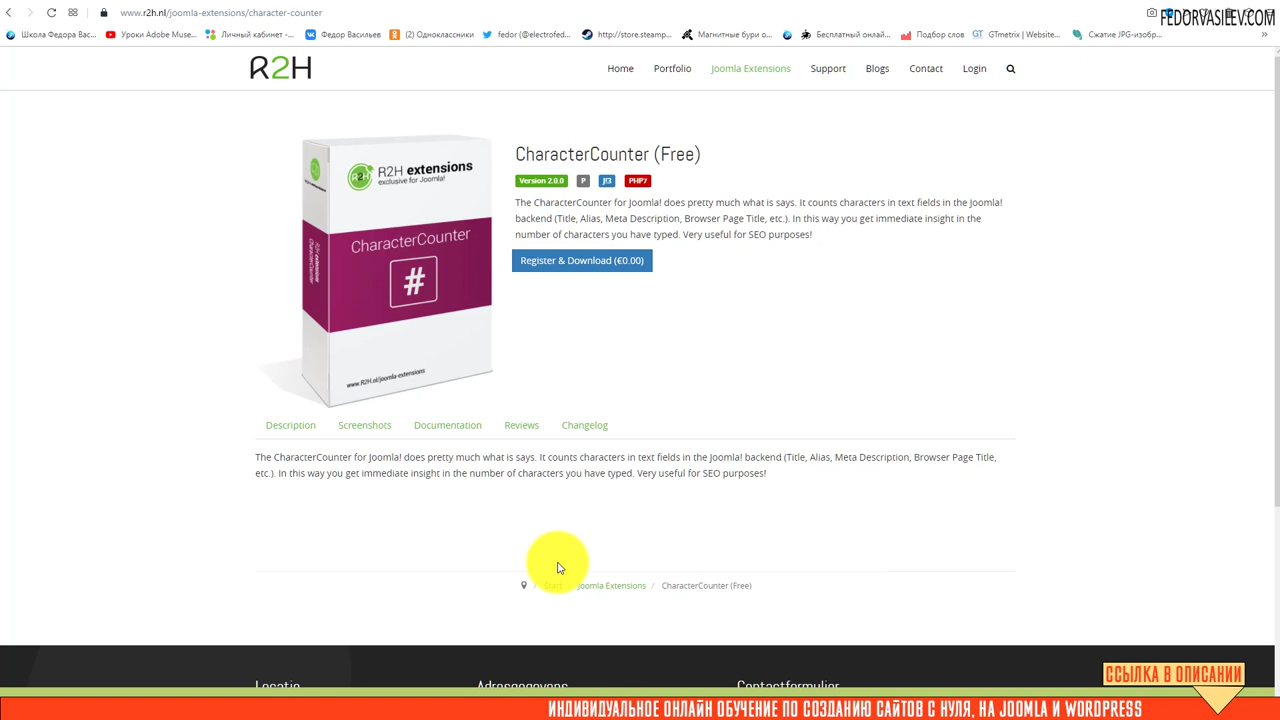 www.r2h.nl/joomla-extensions/character-counter
FEDORVASILEV.COM
Школа Федора Вас...
Уроки Adobe Muse...
Личный кабинет -...
Федор Васильев
(2) Одноклассники
fedor (@electrofed...
http://store.steamp...
Магнитные бури о...
Бесплатный онлай...
Подбор слов
GTmetrix | Website...
Сжатие JPG-изобр...
R2H
Home
Portfolio
Joomla Extensions
Support
Blogs
Contact
Login
R2H extensions
exclusive for Joomla!
CharacterCounter
#
www.R2H.nl/joomla-extensions
CharacterCounter (Free)
Version 2.0.0
P
J!3
PHP7
The CharacterCounter for Joomla! does pretty much what is says. It counts characters in text fields in the Joomla!
backend (Title, Alias, Meta Description, Browser Page Title, etc.). In this way you get immediate insight in the
number of characters you have typed. Very useful for SEO purposes!
Register & Download (€0.00)
Description
Screenshots
Documentation
Reviews
Changelog
The CharacterCounter for Joomla! does pretty much what is says. It counts characters in text fields in the Joomla! backend (Title, Alias, Meta Description, Browser Page Title,
etc.). In this way you get immediate insight in the number of characters you have typed. Very useful for SEO purposes!
/ Start / Joomla Extensions / CharacterCounter (Free)
Locatie
Adresgegevens
Contactformulier
ССЫЛКА В ОПИСАНИИ
ИНДИВИДУАЛЬНОЕ ОНЛАЙН ОБУЧЕНИЕ ПО СОЗДАНИЮ САЙТОВ С НУЛЯ, НА JOOMLA И WORDPRESS